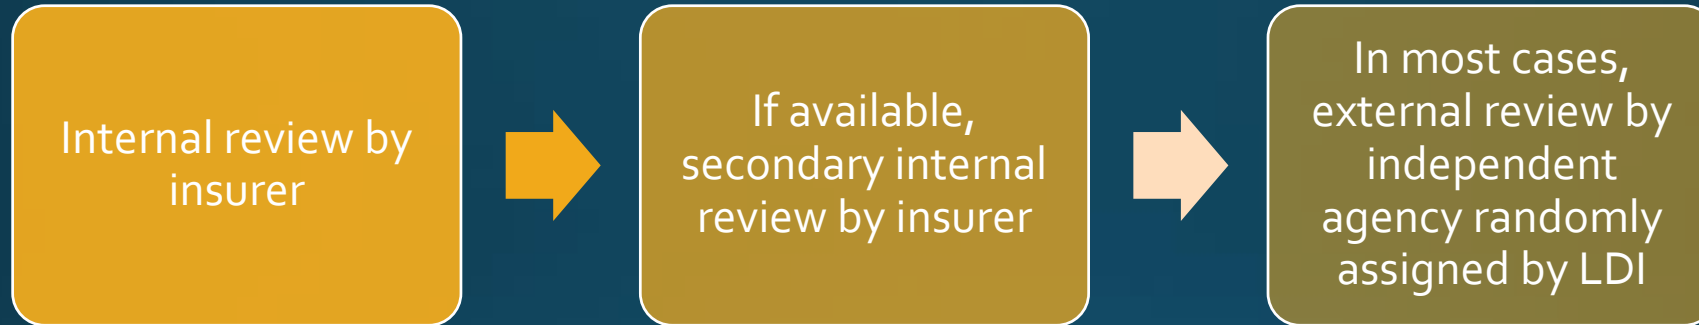 Internal review by
insurer
If available,
secondary internal
review by insurer
In most cases,
external review by
independent
agency randomly
assigned by LDI